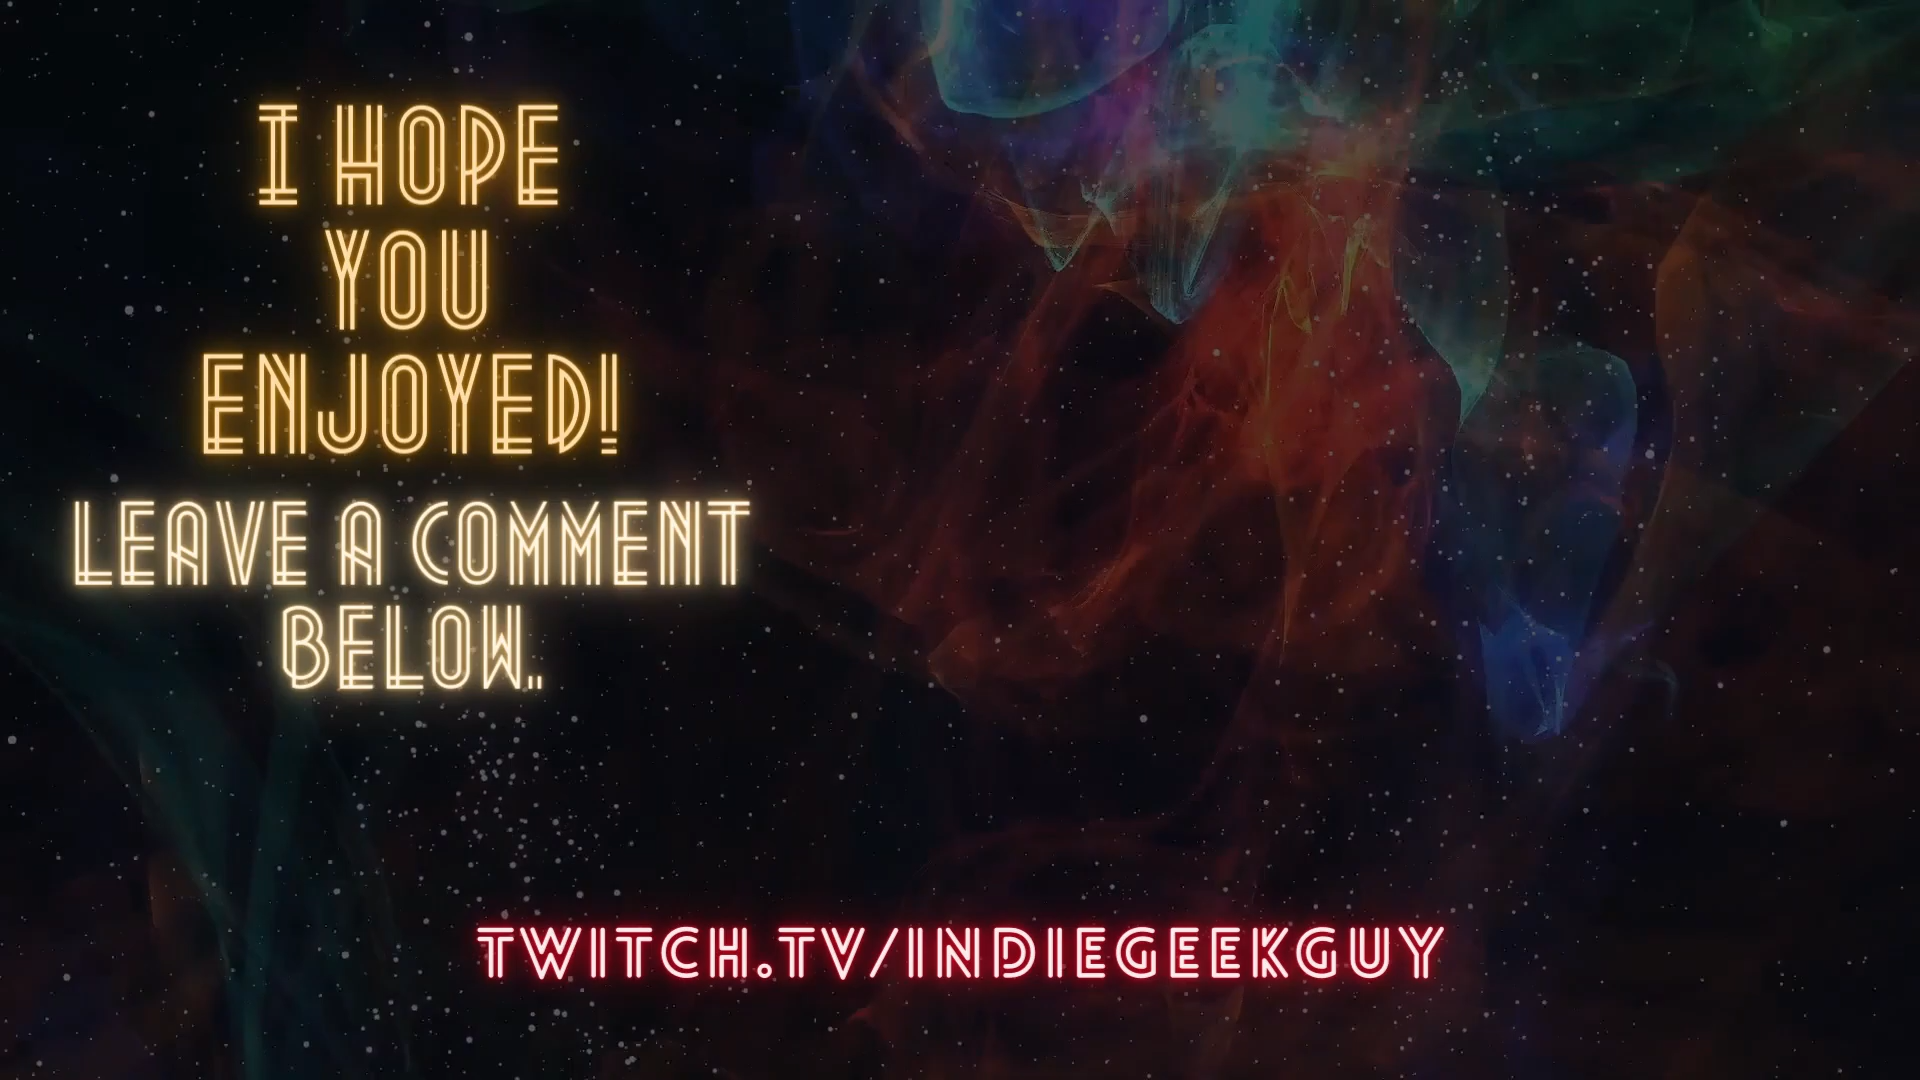 I HOPE
YOU
ENJOYED!
LEAVE A COMMENT
BELOW..
TWITCH.TV/INDIEGEEKGUY